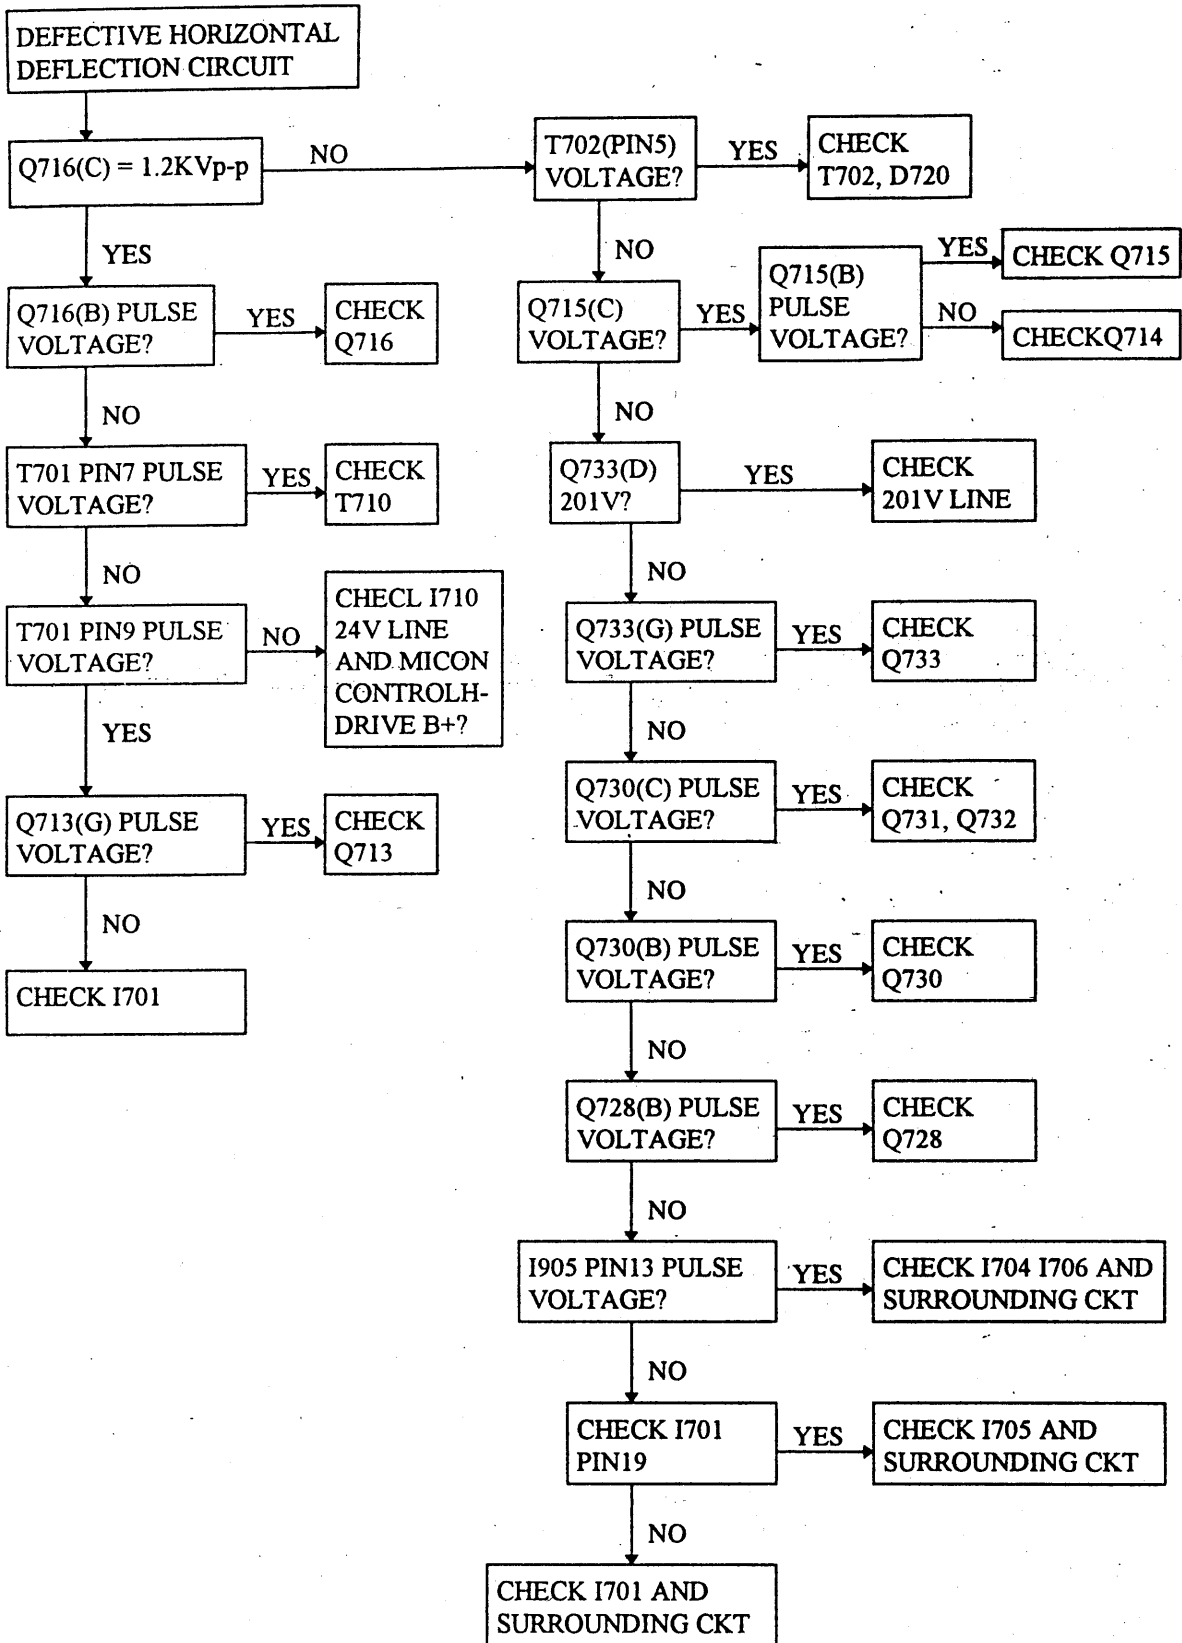 DEFECTIVE HORIZONTAL
DEFLECTION CIRCUIT
Q716(C) = 1.2KVp-p
NO
T702(PIN5)
VOLTAGE?
YES
CHECK
T702, D720
YES
NO
Q716(B) PULSE
VOLTAGE?
YES
CHECK
Q716
Q715(C)
VOLTAGE?
YES
Q715(B)
PULSE
VOLTAGE?
YES
CHECK Q715
NO
CHECKQ714
NO
NO
T701 PIN7 PULSE
VOLTAGE?
YES
CHECK
T710
Q733(D)
201V?
YES
CHECK
201V LINE
NO
NO
T701 PIN9 PULSE
VOLTAGE?
NO
CHECL I710
24V LINE
AND MICON
CONTROLH-
DRIVE B+?
Q733(G) PULSE
VOLTAGE?
YES
CHECK
Q733
YES
NO
Q713(G) PULSE
VOLTAGE?
YES
CHECK
Q713
Q730(C) PULSE
VOLTAGE?
YES
CHECK
Q731, Q732
NO
NO
CHECK I701
Q730(B) PULSE
VOLTAGE?
YES
CHECK
Q730
NO
Q728(B) PULSE
VOLTAGE?
YES
CHECK
Q728
NO
I905 PIN13 PULSE
VOLTAGE?
YES
CHECK I704 I706 AND
SURROUNDING CKT
NO
CHECK I701
PIN19
YES
CHECK I705 AND
SURROUNDING CKT
NO
CHECK I701 AND
SURROUNDING CKT